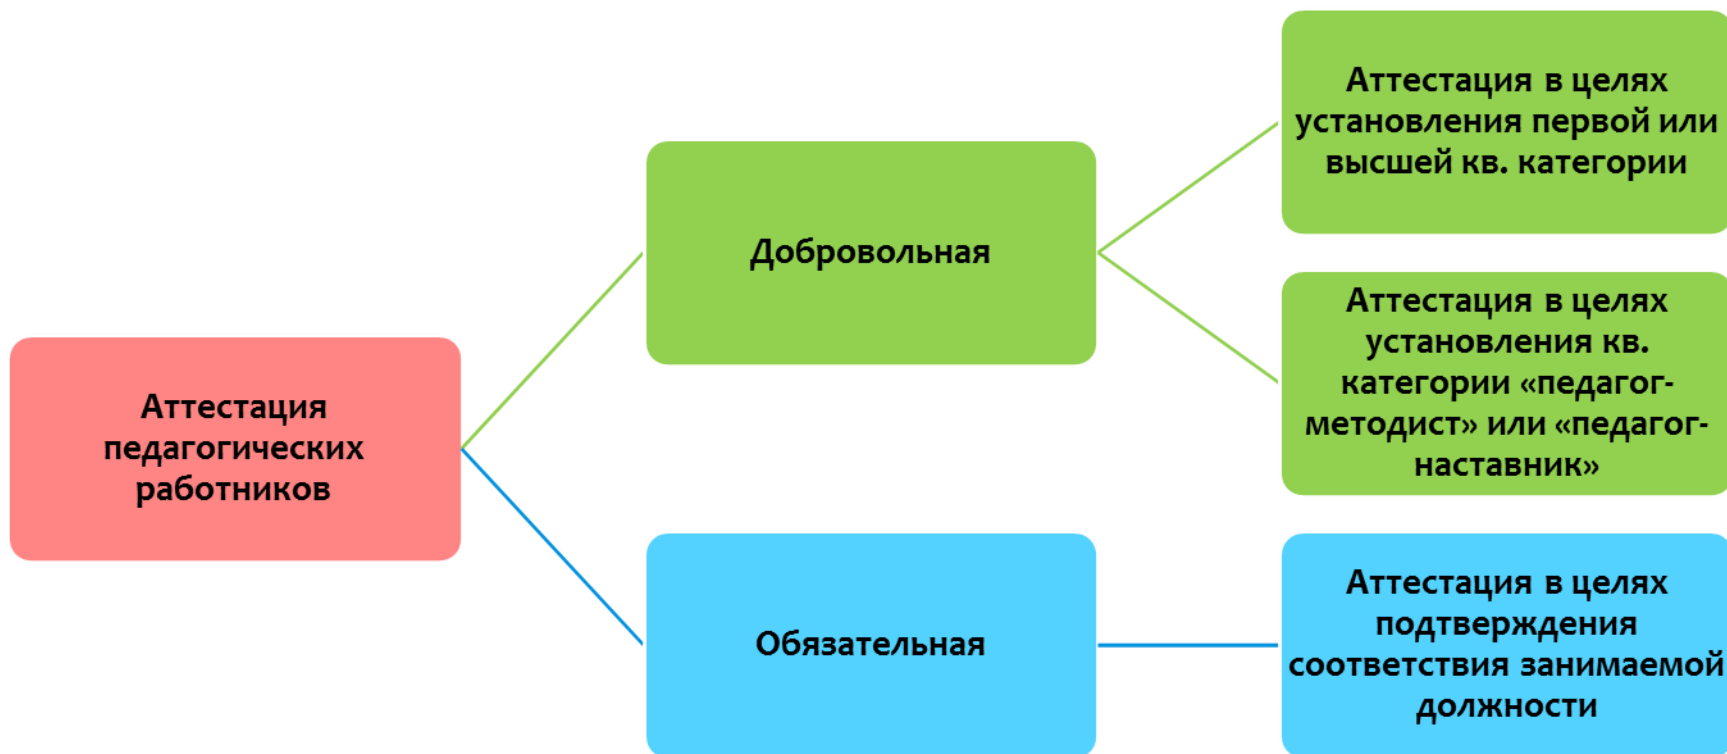 Аттестация
педагогических
работников
Добровольная
Аттестация в целях
установления первой или
высшей кв. категории
Аттестация в целях
установления кв.
категории «педагог-
методист» или «педагог-
наставник»
Обязательная
Аттестация в целях
подтверждения
соответствия занимаемой
должности